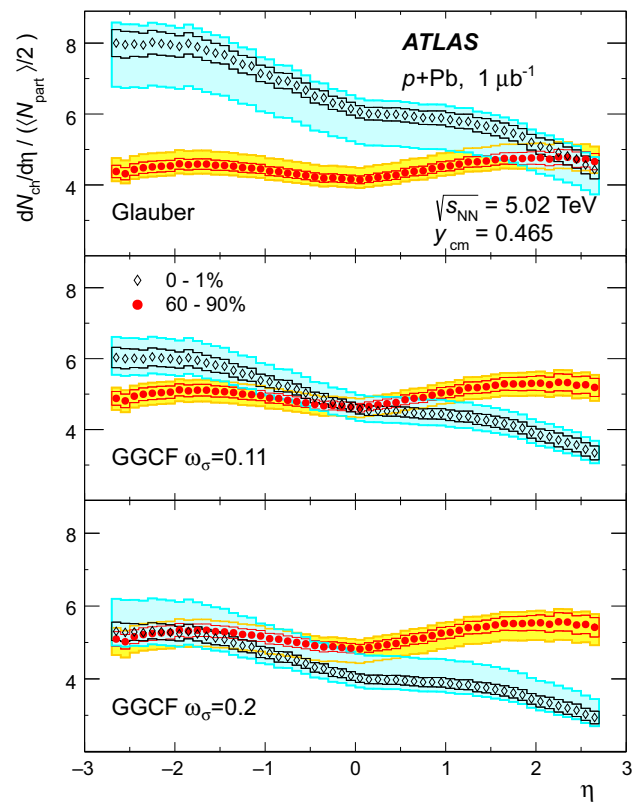 dN_ch/dη / (⟨N_part⟩/2 )
8
6
4
ATLAS
p+Pb, 1 μb⁻¹
Glauber
√s_NN = 5.02 TeV
y_cm = 0.465
8
6
4
0 - 1%
60 - 90%
GGCF ω_σ=0.11
8
6
4
GGCF ω_σ=0.2
−3 −2 −1 0 1 2 3
η